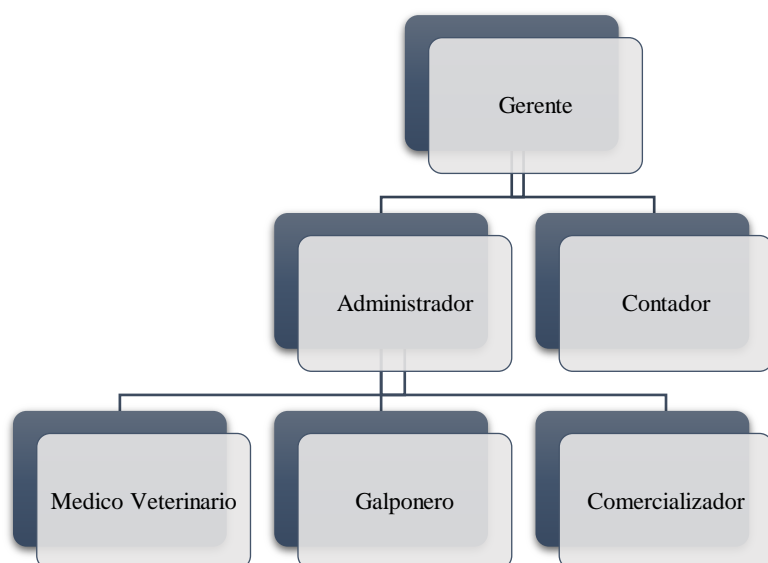 Gerente
Administrador
Contador
Medico Veterinario
Galponero
Comercializador